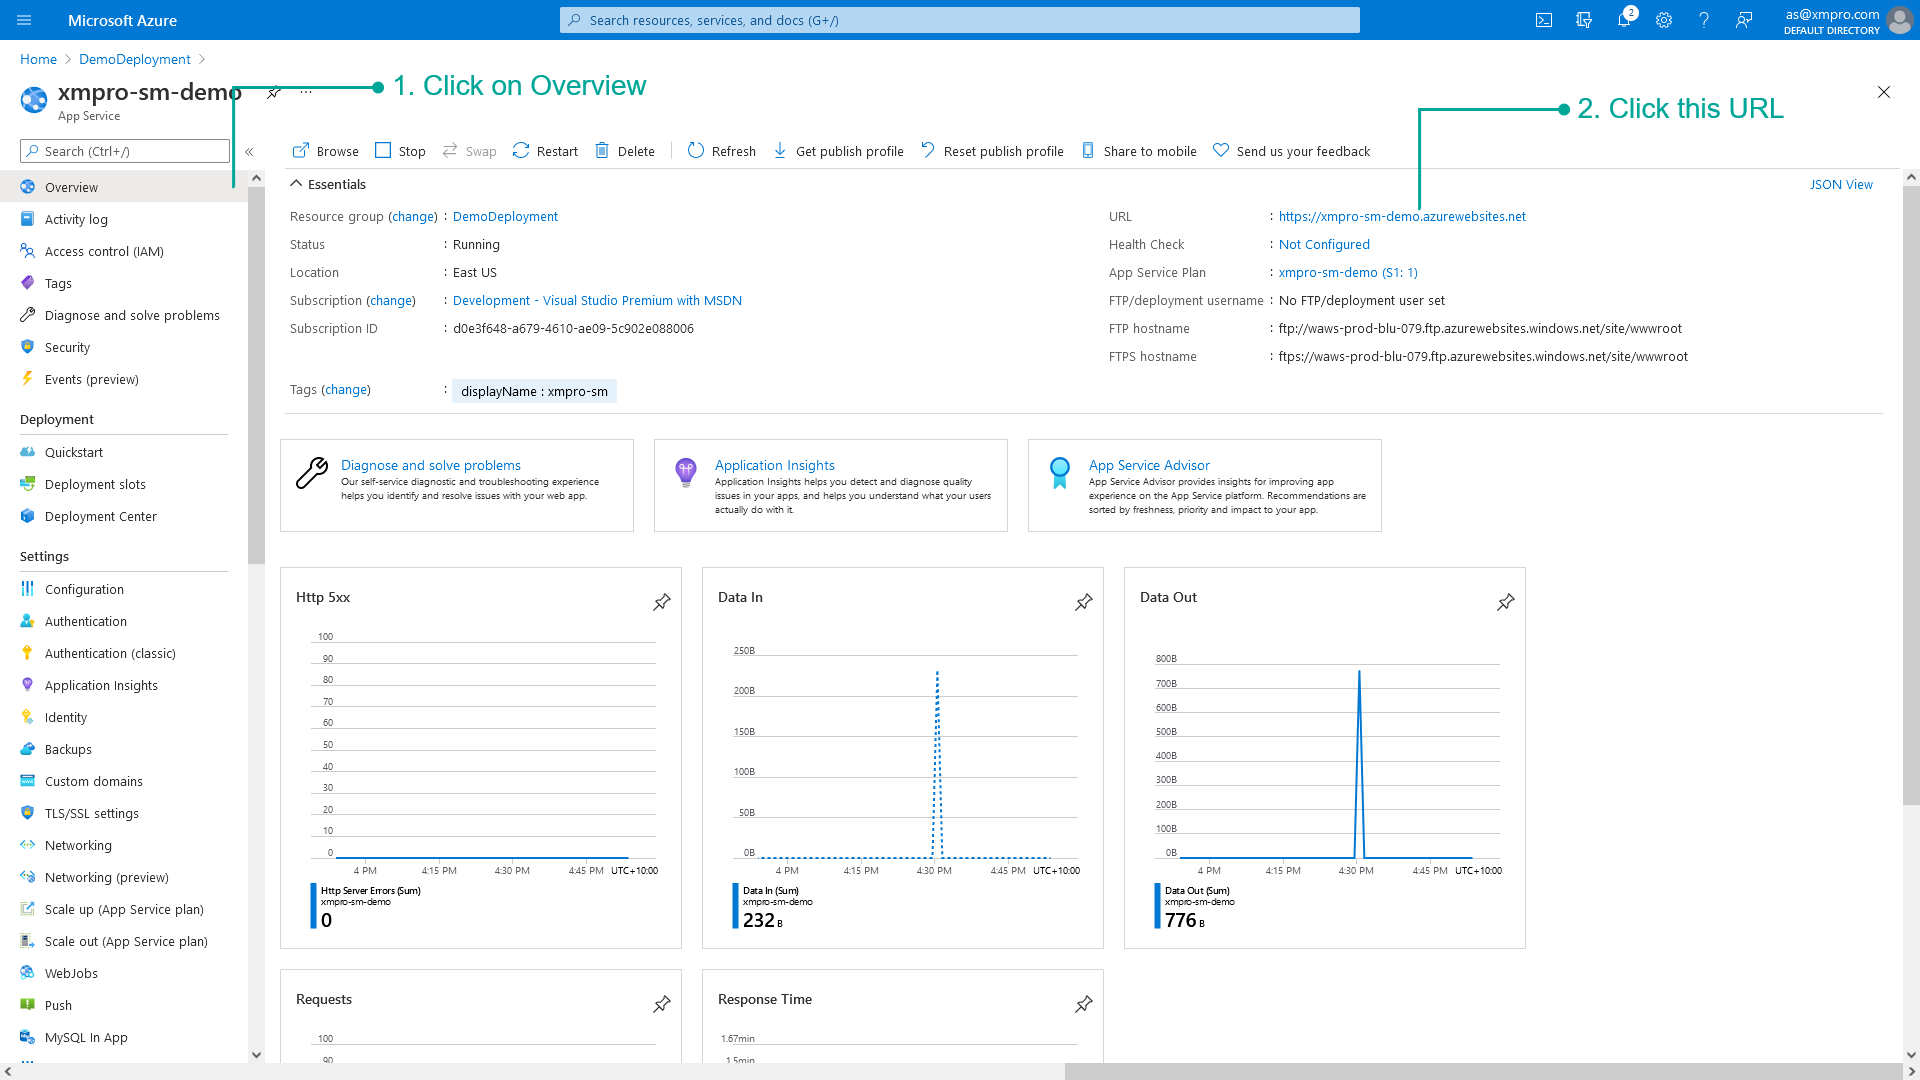 Microsoft Azure
Search resources, services, and docs (G+/)
2
as@xmpro.com
DEFAULT DIRECTORY
Home
DemoDeployment
xmpro-sm-demo
App Service
1. Click on Overview
2. Click this URL
Search (Ctrl+/)
Browse
Stop
Swap
Restart
Delete
Refresh
Get publish profile
Reset publish profile
Share to mobile
Send us your feedback
Overview
Activity log
Access control (IAM)
Tags
Diagnose and solve problems
Security
Events (preview)
Deployment
Quickstart
Deployment slots
Deployment Center
Settings
Configuration
Authentication
Authentication (classic)
Application Insights
Identity
Backups
Custom domains
TLS/SSL settings
Networking
Networking (preview)
Scale up (App Service plan)
Scale out (App Service plan)
WebJobs
Push
MySQL In App
Essentials
JSON View
Resource group (change) : DemoDeployment
Status : Running
Location : East US
Subscription (change) : Development - Visual Studio Premium with MSDN
Subscription ID : d0e3f648-a679-4610-ae09-5c902e088006
Tags (change) : displayName : xmpro-sm
URL : https://xmpro-sm-demo.azurewebsites.net
Health Check : Not Configured
App Service Plan : xmpro-sm-demo (S1: 1)
FTP/deployment username : No FTP/deployment user set
FTP hostname : ftp://waws-prod-blu-079.ftp.azurewebsites.windows.net/site/wwwroot
FTPS hostname : ftps://waws-prod-blu-079.ftp.azurewebsites.windows.net/site/wwwroot
Diagnose and solve problems
Our self-service diagnostic and troubleshooting experience
helps you identify and resolve issues with your web app.
Application Insights
Application Insights helps you detect and diagnose quality
issues in your apps, and helps you understand what your users
actually do with it.
App Service Advisor
App Service Advisor provides insights for improving app
experience on the App Service platform. Recommendations are
sorted by freshness, priority and impact to your app.
Http 5xx
100
90
80
70
60
50
40
30
20
10
0
4 PM 4:15 PM 4:30 PM 4:45 PM UTC+10:00
Http Server Errors (Sum)
xmpro-sm-demo
0
Data In
250B
200B
150B
100B
50B
0B
4 PM 4:15 PM 4:30 PM 4:45 PM UTC+10:00
Data In (Sum)
xmpro-sm-demo
232 B
Data Out
800B
700B
600B
500B
400B
300B
200B
100B
0B
4 PM 4:15 PM 4:30 PM 4:45 PM UTC+10:00
Data Out (Sum)
xmpro-sm-demo
776 B
Requests
100
90
Response Time
1.67min
1.5min